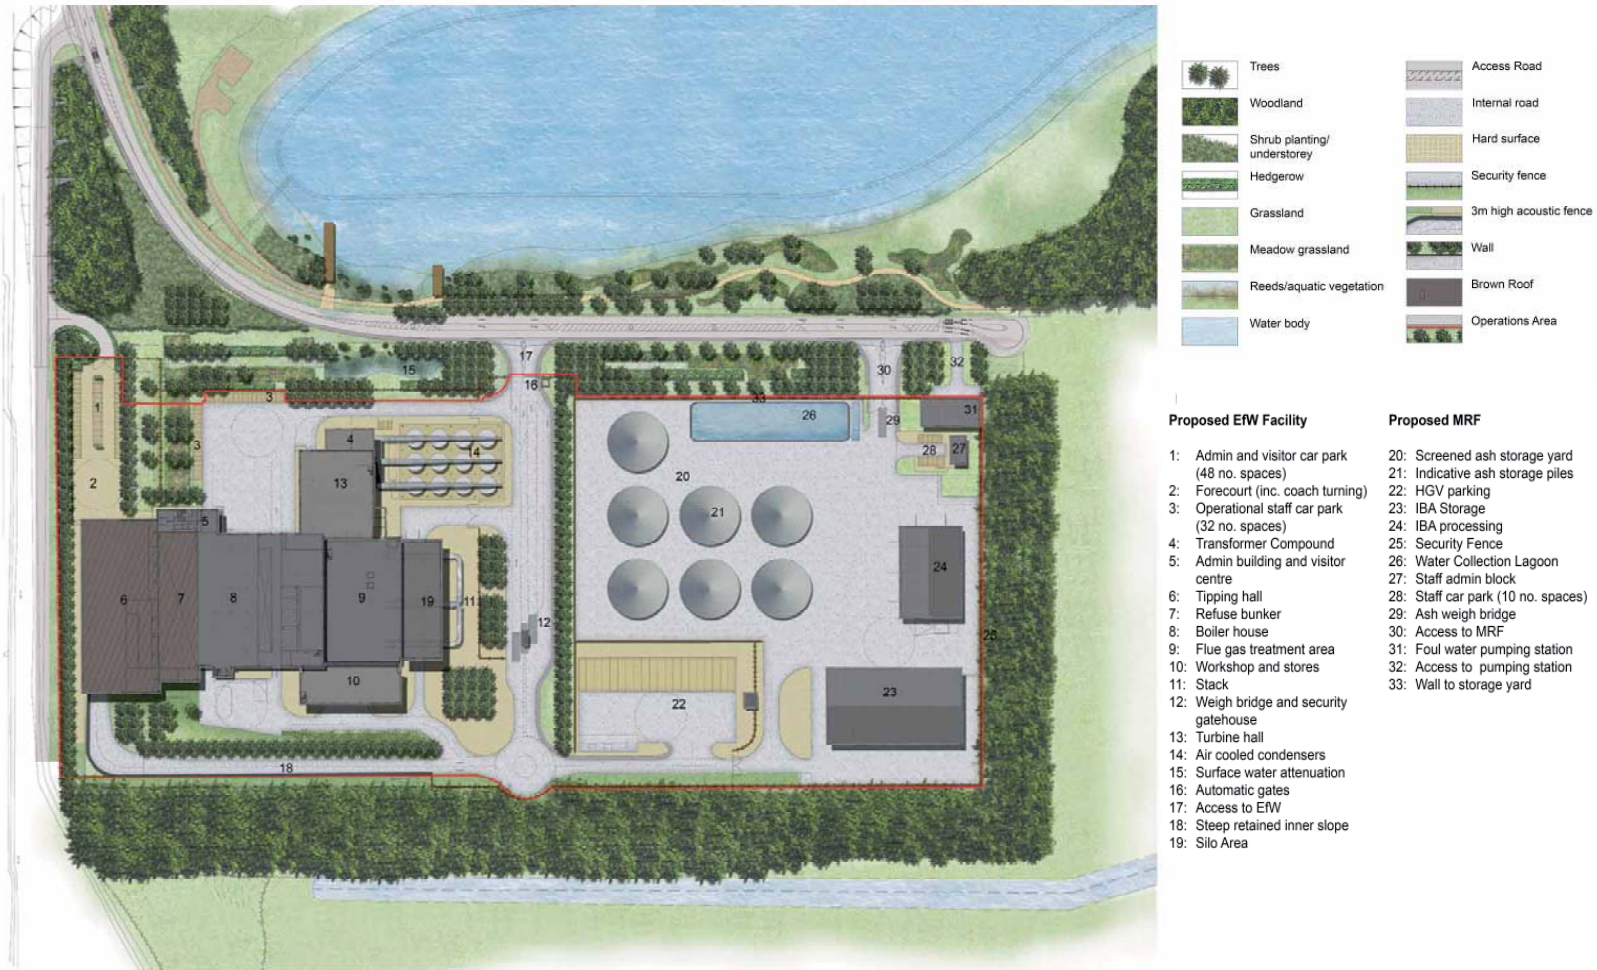 Trees
Woodland
Shrub planting/
understorey
Hedgerow
Grassland
Meadow grassland
Reeds/aquatic vegetation
Water body
Access Road
Internal road
Hard surface
Security fence
3m high acoustic fence
Wall
Brown Roof
Operations Area
Proposed EfW Facility
1: Admin and visitor car park
(48 no. spaces)
2: Forecourt (inc. coach turning)
3: Operational staff car park
(32 no. spaces)
4: Transformer Compound
5: Admin building and visitor
centre
6: Tipping hall
7: Refuse bunker
8: Boiler house
9: Flue gas treatment area
10: Workshop and stores
11: Stack
12: Weigh bridge and security
gatehouse
13: Turbine hall
14: Air cooled condensers
15: Surface water attenuation
16: Automatic gates
17: Access to EfW
18: Steep retained inner slope
19: Silo Area
Proposed MRF
20: Screened ash storage yard
21: Indicative ash storage piles
22: HGV parking
23: IBA Storage
24: IBA processing
25: Security Fence
26: Water Collection Lagoon
27: Staff admin block
28: Staff car park (10 no. spaces)
29: Ash weigh bridge
30: Access to MRF
31: Foul water pumping station
32: Access to pumping station
33: Wall to storage yard
17
16
15
30
32
33
3
1
26
29
31
3
4
14
28
27
2
13
20
5
21
6
7
8
9
19
11
12
24
25
10
22
23
18